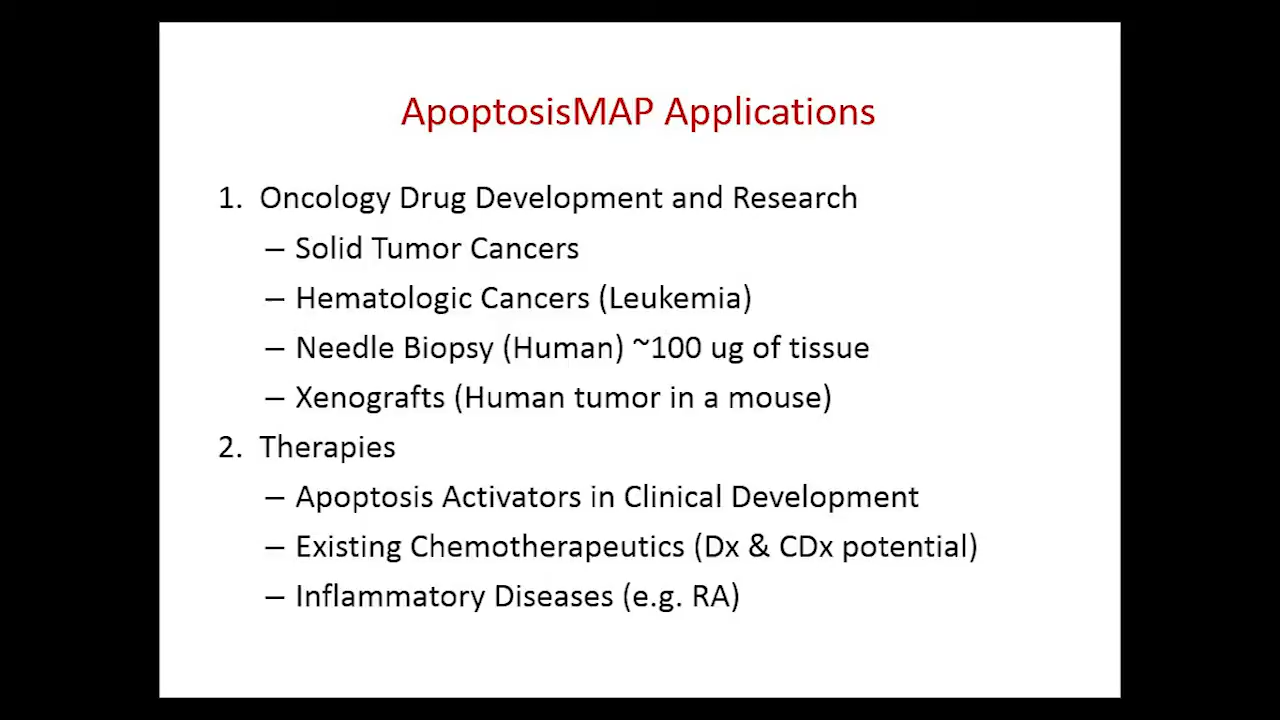 ApoptosisMAP Applications
1. Oncology Drug Development and Research
– Solid Tumor Cancers
– Hematologic Cancers (Leukemia)
– Needle Biopsy (Human) ~100 ug of tissue
– Xenografts (Human tumor in a mouse)
2. Therapies
– Apoptosis Activators in Clinical Development
– Existing Chemotherapeutics (Dx & CDx potential)
– Inflammatory Diseases (e.g. RA)